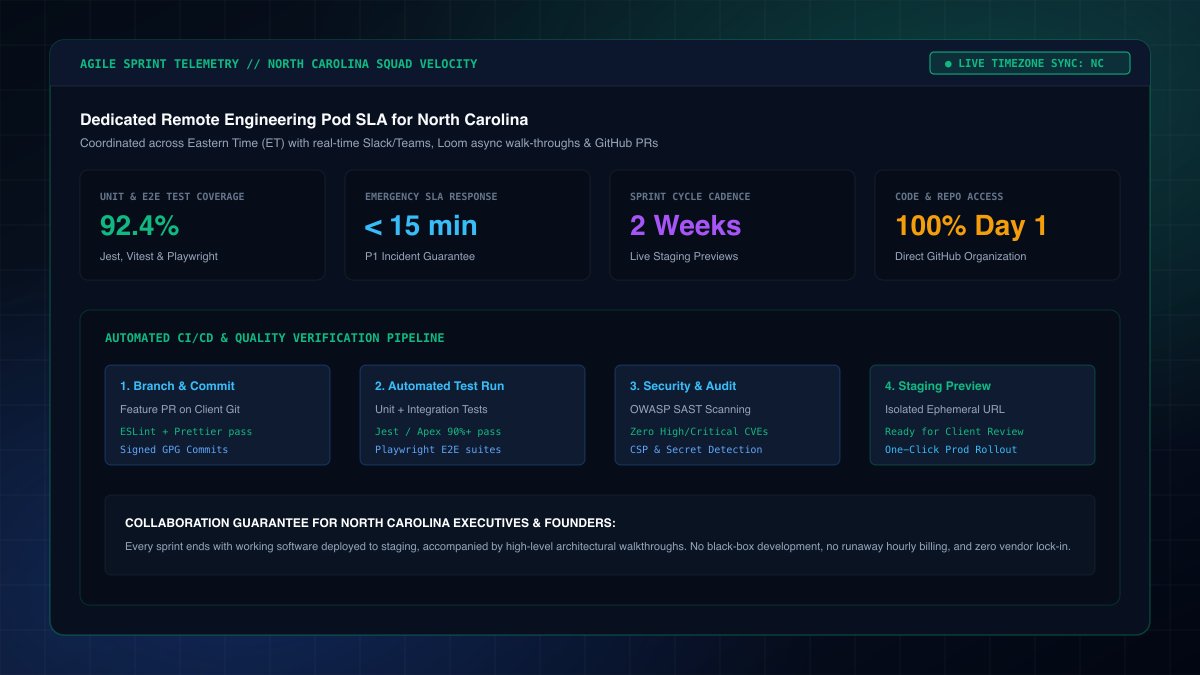 AGILE SPRINT TELEMETRY // NORTH CAROLINA SQUAD VELOCITY
● LIVE TIMEZONE SYNC: NC
Dedicated Remote Engineering Pod SLA for North Carolina
Coordinated across Eastern Time (ET) with real-time Slack/Teams, Loom async walk-throughs & GitHub PRs
UNIT & E2E TEST COVERAGE
92.4%
Jest, Vitest & Playwright
EMERGENCY SLA RESPONSE
< 15 min
P1 Incident Guarantee
SPRINT CYCLE CADENCE
2 Weeks
Live Staging Previews
CODE & REPO ACCESS
100% Day 1
Direct GitHub Organization
AUTOMATED CI/CD & QUALITY VERIFICATION PIPELINE
1. Branch & Commit
Feature PR on Client Git
ESLint + Prettier pass
Signed GPG Commits
2. Automated Test Run
Unit + Integration Tests
Jest / Apex 90%+ pass
Playwright E2E suites
3. Security & Audit
OWASP SAST Scanning
Zero High/Critical CVEs
CSP & Secret Detection
4. Staging Preview
Isolated Ephemeral URL
Ready for Client Review
One-Click Prod Rollout
COLLABORATION GUARANTEE FOR NORTH CAROLINA EXECUTIVES & FOUNDERS:
Every sprint ends with working software deployed to staging, accompanied by high-level architectural walkthroughs. No black-box development, no runaway hourly billing, and zero vendor lock-in.